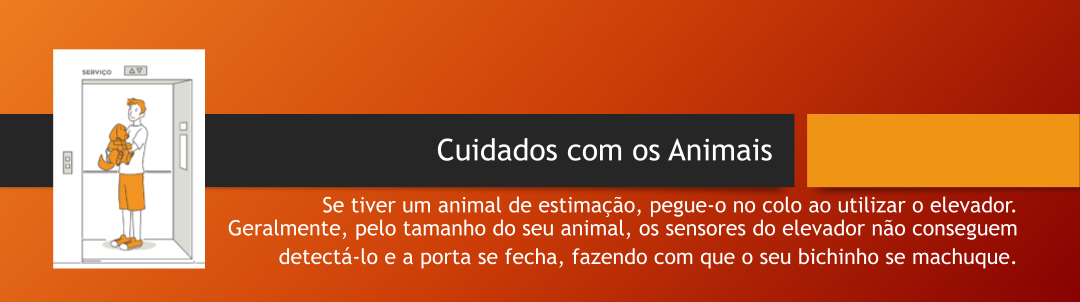 SERVIÇO
Cuidados com os Animais
Se tiver um animal de estimação, pegue-o no colo ao utilizar o elevador.
Geralmente, pelo tamanho do seu animal, os sensores do elevador não conseguem
detectá-lo e a porta se fecha, fazendo com que o seu bichinho se machuque.